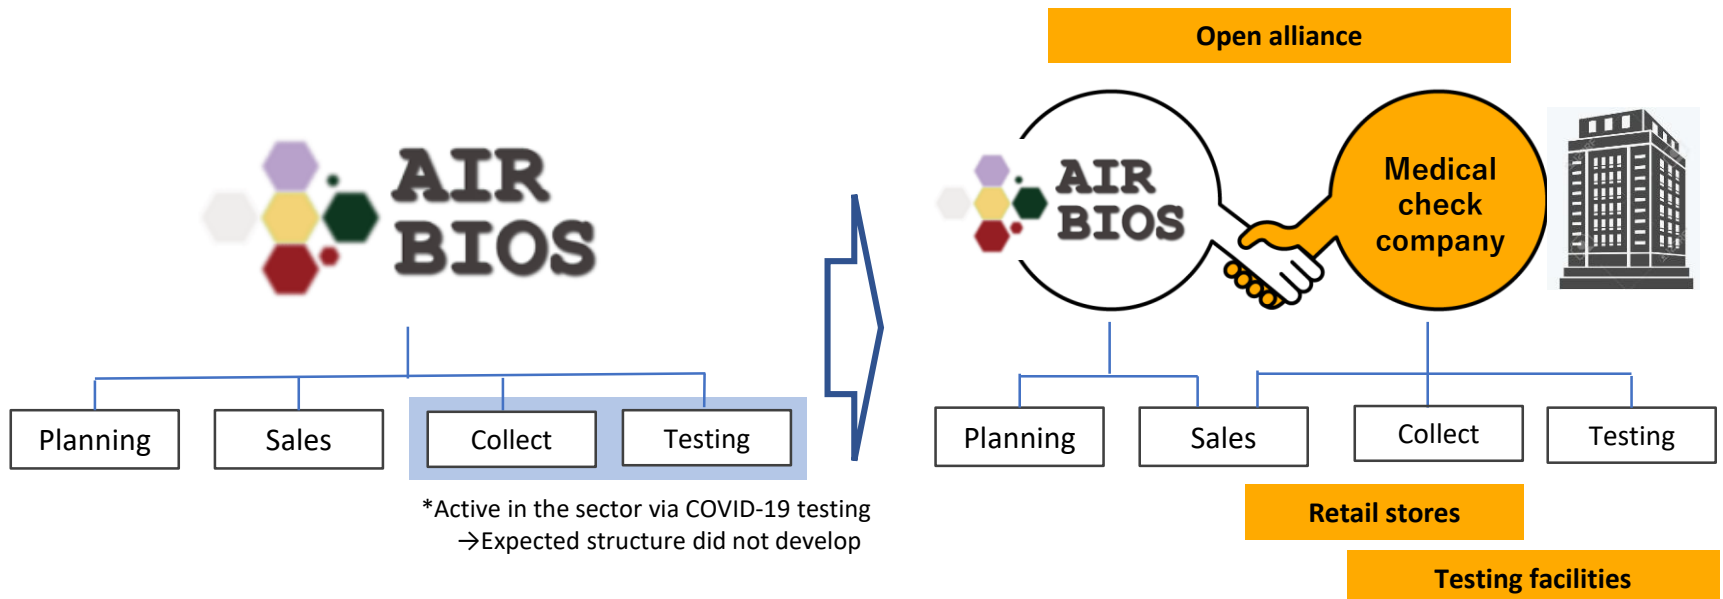 Open alliance
AIR
BIOS
AIR
BIOS
Medical
check
company
Planning
Sales
Collect
Testing
Planning
Sales
Collect
Testing
*Active in the sector via COVID-19 testing
→Expected structure did not develop
Retail stores
Testing facilities